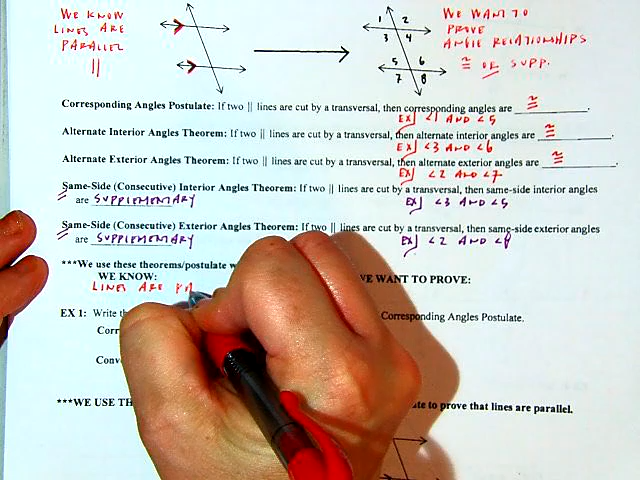 WE KNOW
LINES ARE
PARALLEL
||
1 2
3 4
5 6
7 8
WE WANT TO
PROVE
ANGLE RELATIONSHIPS
≅ OR SUPP.
Corresponding Angles Postulate: If two || lines are cut by a transversal, then corresponding angles are ≅.
EX] <1 AND <5
Alternate Interior Angles Theorem: If two || lines are cut by a transversal, then alternate interior angles are ≅.
EX] <3 AND <6
Alternate Exterior Angles Theorem: If two || lines are cut by a transversal, then alternate exterior angles are ≅.
EX] <2 AND <7
Same-Side (Consecutive) Interior Angles Theorem: If two || lines are cut by a transversal, then same-side interior angles
are SUPPLEMENTARY
EX] <3 AND <5
Same-Side (Consecutive) Exterior Angles Theorem: If two || lines are cut by a transversal, then same-side exterior angles
are SUPPLEMENTARY
EX] <2 AND <8
***We use these theorems/postulate
WE KNOW: WE WANT TO PROVE:
LINES ARE PA
EX 1: Write Corresponding Angles Postulate.
***WE USE to prove that lines are parallel.